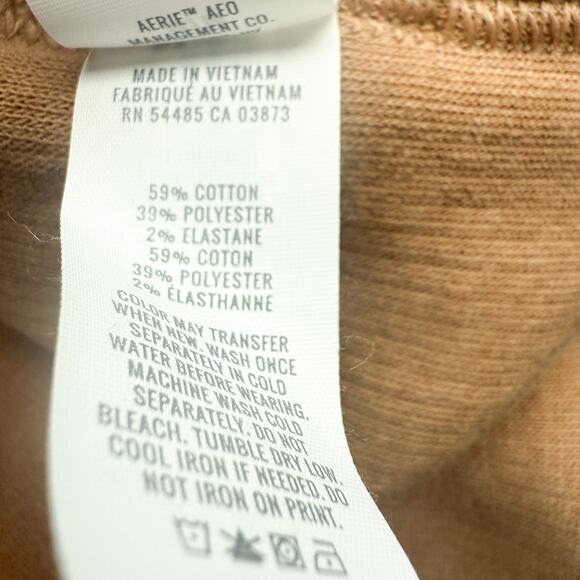 AERIE™ AEO
MANAGEMENT CO.
MADE IN VIETNAM
FABRIQUÉ AU VIETNAM
RN 54485 CA 03873
59% COTTON
39% POLYESTER
2% ELASTANE
59% COTON
39% POLYESTER
2% ÉLASTHANNE
COLOR MAY TRANSFER
WHEN NEW. WASH ONCE
SEPARATELY IN COLD
WATER BEFORE WEARING.
MACHINE WASH COLD
SEPARATELY. DO NOT
BLEACH. TUMBLE DRY LOW.
COOL IRON IF NEEDED. DO
NOT IRON ON PRINT.